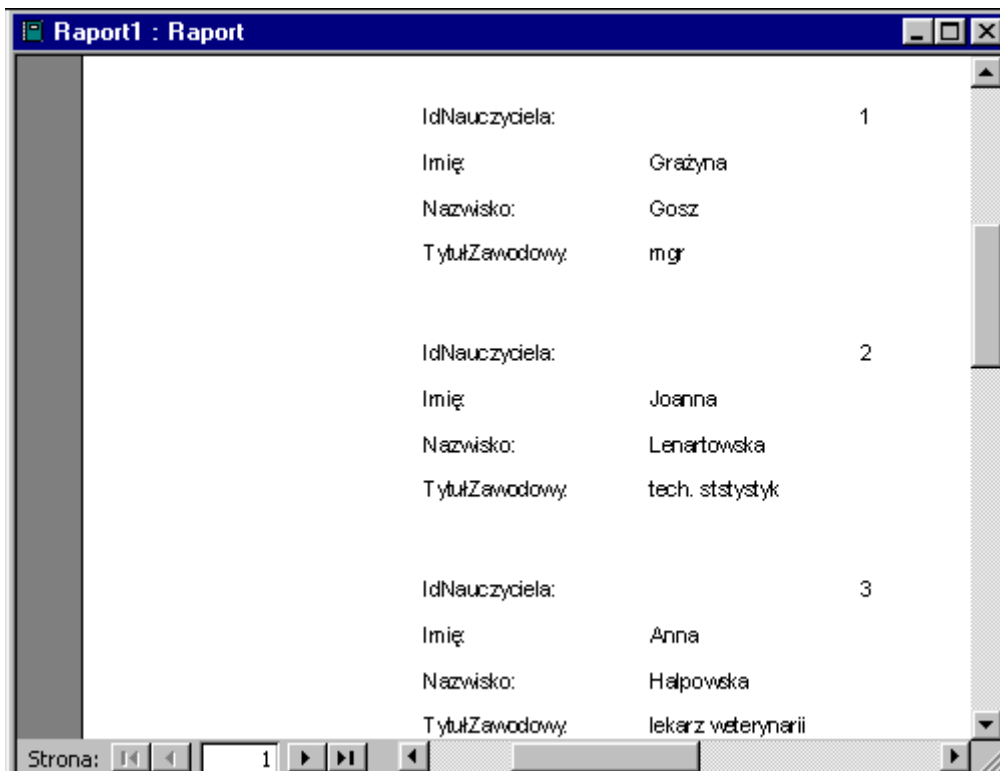 Raport1 : Raport
IdNauczyciela: 1
Imię: Grażyna
Nazwisko: Gosz
TytułZawodowy: mgr
IdNauczyciela: 2
Imię: Joanna
Nazwisko: Lenartowska
TytułZawodowy: tech. ststystyk
IdNauczyciela: 3
Imię: Anna
Nazwisko: Halpowska
TytułZawodowy: lekarz weterynarii
Strona: 1